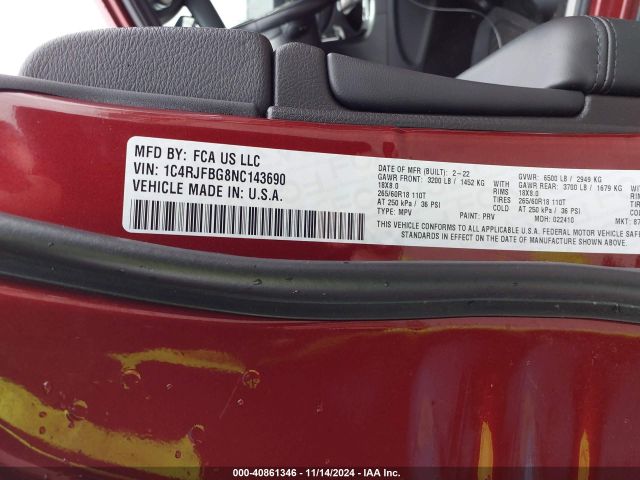 MFD BY: FCA US LLC
VIN: 1C4RJFBG8NC143690
VEHICLE MADE IN: U.S.A.
DATE OF MFR (BUILT): 2-22 GVWR: 6500 LB / 2949 KG
GAWR FRONT: 3200 LB / 1452 KG GAWR REAR: 3700 LB / 1679 KG
18X8.0 RIMS 18X8.0
265/60R18 110T TIRES 265/60R18 110T
AT 250 kPa / 36 PSI AT 250 kPa / 36 PSI
TYPE: MPV PAINT: PRV MDH: 022410 MKT: 87
THIS VEHICLE CONFORMS TO ALL APPLICABLE U.S.A. FEDERAL MOTOR VEHICLE SAFE
STANDARDS IN EFFECT ON THE DATE OF MANUFACTURE SHOWN ABOVE.
000-40861346 - 11/14/2024 - IAA Inc.